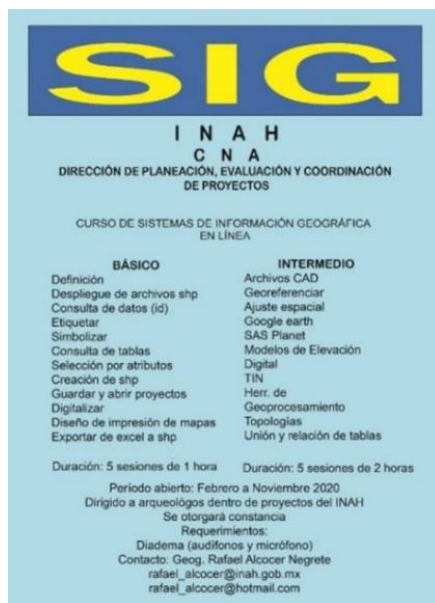 SIG
INAH
CNA
DIRECCIÓN DE PLANEACIÓN, EVALUACIÓN Y COORDINACIÓN
DE PROYECTOS
CURSO DE SISTEMAS DE INFORMACIÓN GEOGRÁFICA
EN LÍNEA
BÁSICO
Definición
Despliegue de archivos shp
Consulta de datos (id)
Etiquetar
Simbolizar
Consulta de tablas
Selección por atributos
Creación de shp
Guardar y abrir proyectos
Digitalizar
Diseño de impresión de mapas
Exportar de excel a shp
Duración: 5 sesiones de 1 hora
INTERMEDIO
Archivos CAD
Georeferenciar
Ajuste espacial
Google earth
SAS Planet
Modelos de Elevación
Digital
TIN
Herr. de
Geoprocesamiento
Topologías
Unión y relación de tablas
Duración: 5 sesiones de 2 horas
Período abierto: Febrero a Noviembre 2020
Dirigido a arqueológos dentro de proyectos del INAH
Se otorgará constancia
Requerimientos:
Diadema (audífonos y micrófono)
Contacto: Geog. Rafael Alcocer Negrete
rafael_alcocer@inah.gob.mx
rafael_alcocer@hotmail.com